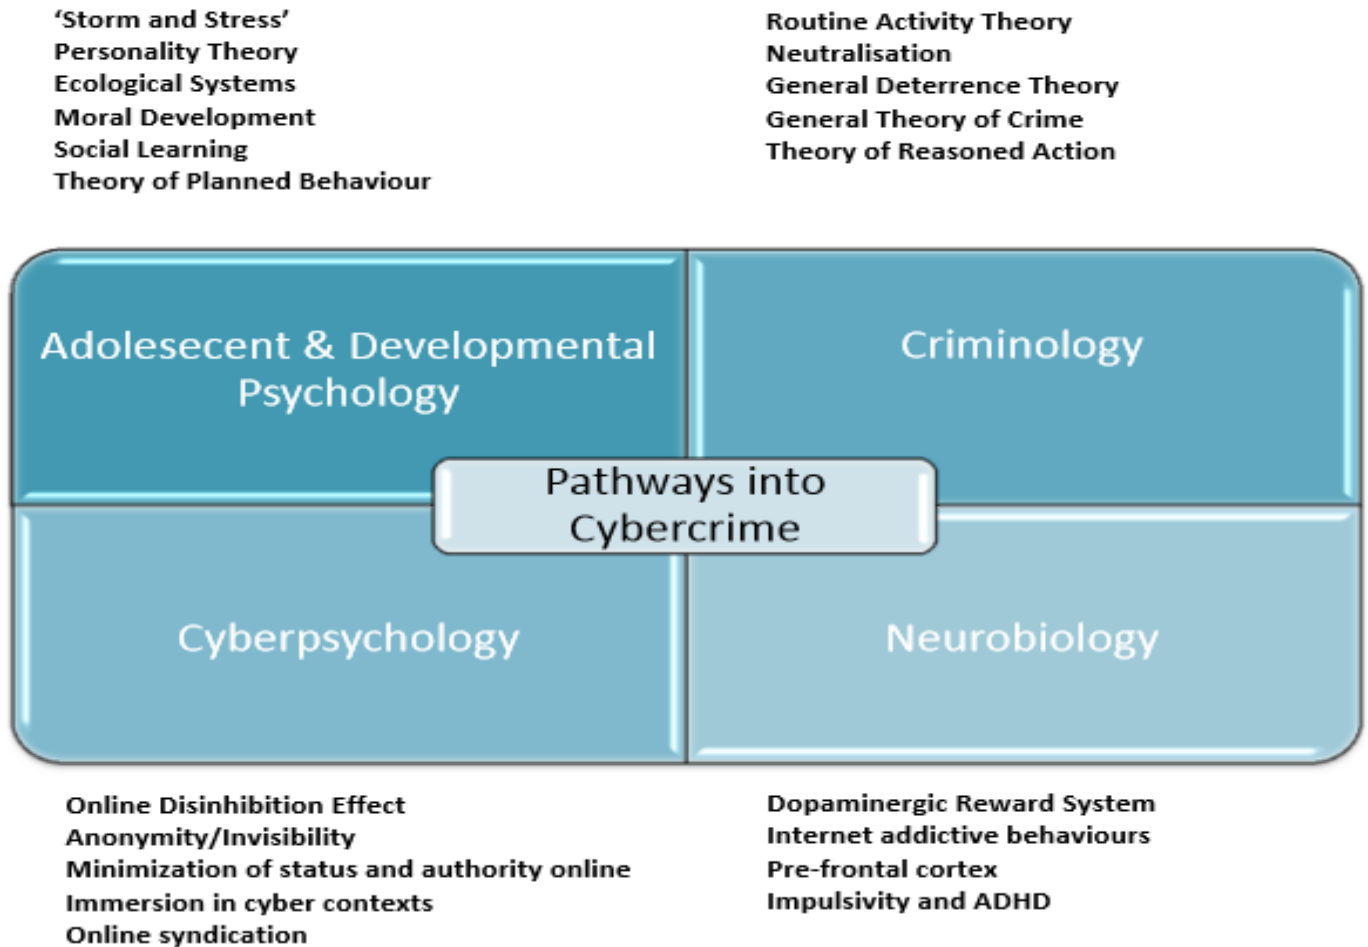 ‘Storm and Stress’
Personality Theory
Ecological Systems
Moral Development
Social Learning
Theory of Planned Behaviour
Routine Activity Theory
Neutralisation
General Deterrence Theory
General Theory of Crime
Theory of Reasoned Action
Adolesecent & Developmental
Psychology
Criminology
Pathways into
Cybercrime
Cyberpsychology
Neurobiology
Online Disinhibition Effect
Anonymity/Invisibility
Minimization of status and authority online
Immersion in cyber contexts
Online syndication
Dopaminergic Reward System
Internet addictive behaviours
Pre-frontal cortex
Impulsivity and ADHD